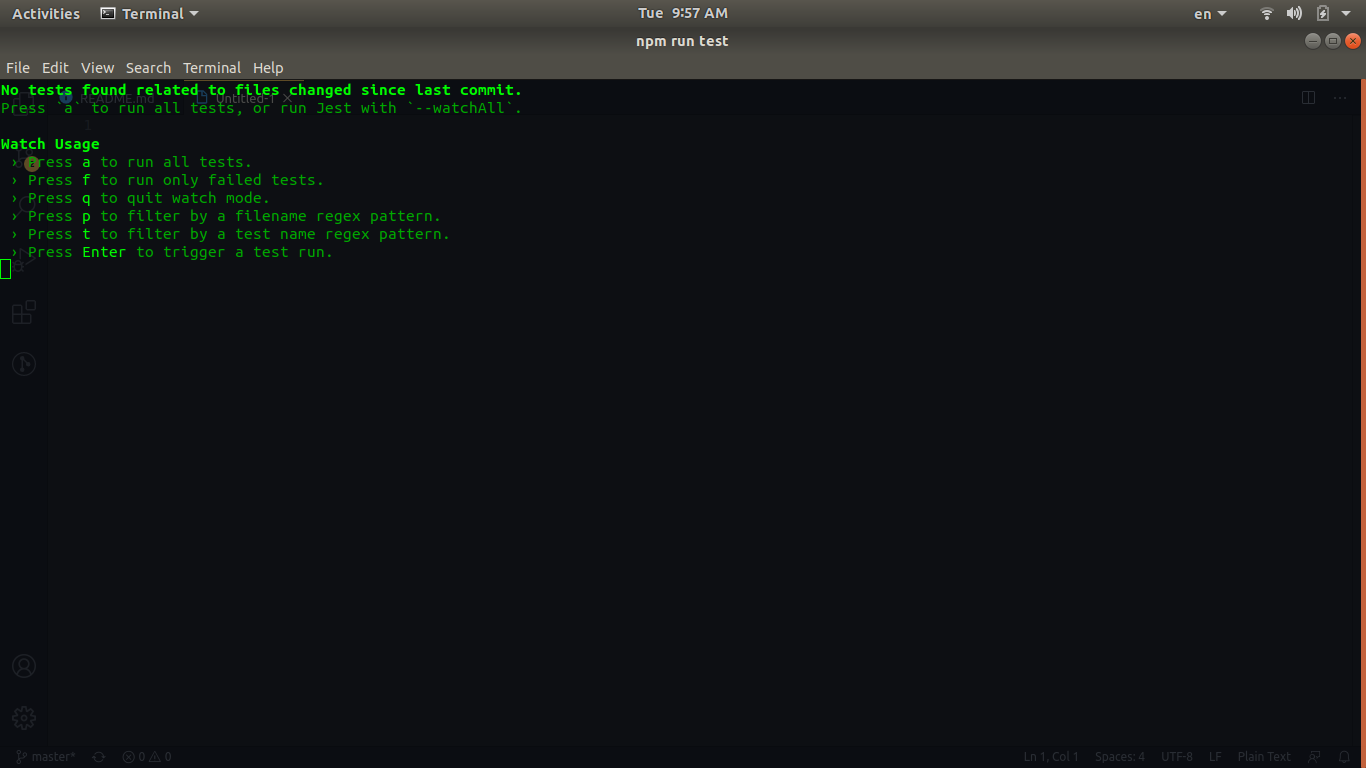 Activities Terminal Tue 9:57 AM en
npm run test
File Edit View Search Terminal Help
No tests found related to files changed since last commit.
README.md Untitled-1
Press `a` to run all tests, or run Jest with `--watchAll`.
1
Watch Usage
› Press a to run all tests.
› Press f to run only failed tests.
› Press q to quit watch mode.
› Press p to filter by a filename regex pattern.
› Press t to filter by a test name regex pattern.
› Press Enter to trigger a test run.
master* 0 0 Ln 1, Col 1 Spaces: 4 UTF-8 LF Plain Text